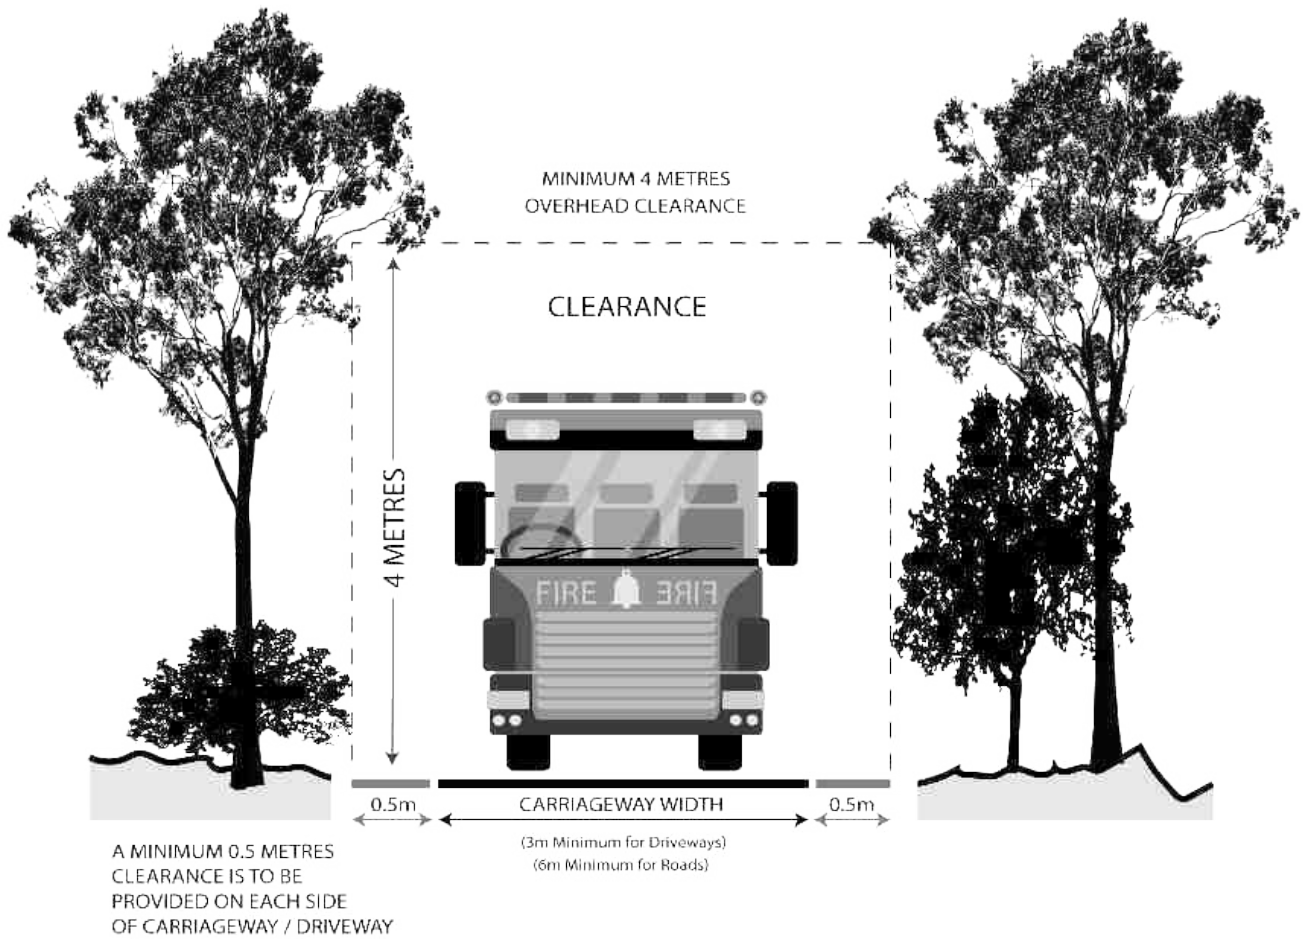 MINIMUM 4 METRES
OVERHEAD CLEARANCE
CLEARANCE
4 METRES
FIRE FIRE
0.5m CARRIAGEWAY WIDTH 0.5m
(3m Minimum for Driveways)
(6m Minimum for Roads)
A MINIMUM 0.5 METRES
CLEARANCE IS TO BE
PROVIDED ON EACH SIDE
OF CARRIAGEWAY / DRIVEWAY